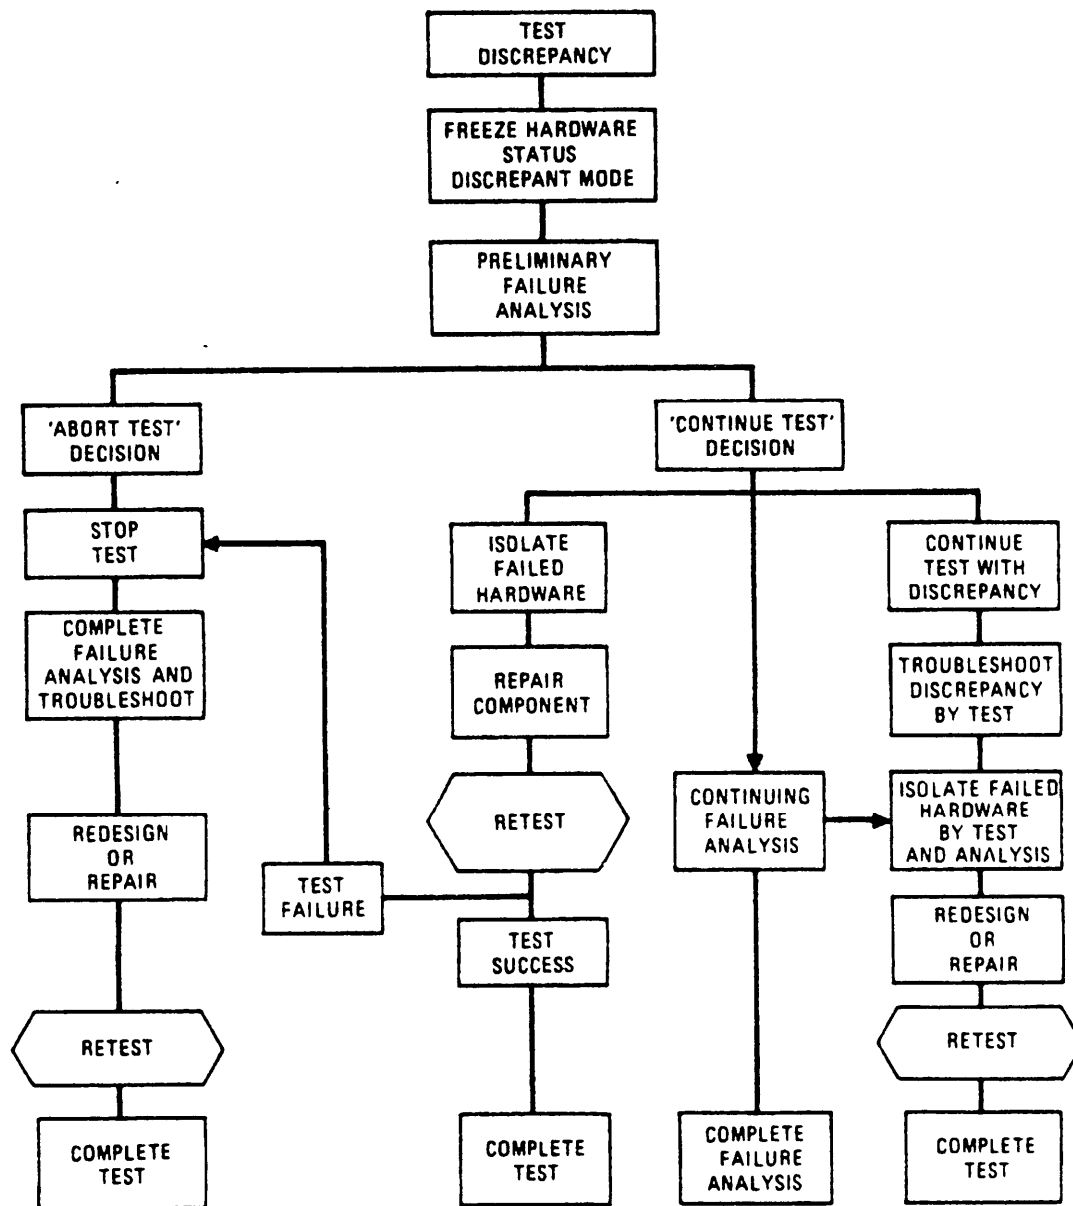 TEST
DISCREPANCY
FREEZE HARDWARE
STATUS
DISCREPANT MODE
PRELIMINARY
FAILURE
ANALYSIS
'ABORT TEST'
DECISION
'CONTINUE TEST'
DECISION
STOP
TEST
ISOLATE
FAILED
HARDWARE
CONTINUE
TEST WITH
DISCREPANCY
COMPLETE
FAILURE
ANALYSIS AND
TROUBLESHOOT
REPAIR
COMPONENT
TROUBLESHOOT
DISCREPANCY
BY TEST
RETEST
CONTINUING
FAILURE
ANALYSIS
ISOLATE FAILED
HARDWARE
BY TEST
AND ANALYSIS
REDESIGN
OR
REPAIR
TEST
FAILURE
TEST
SUCCESS
REDESIGN
OR
REPAIR
RETEST
RETEST
COMPLETE
TEST
COMPLETE
TEST
COMPLETE
FAILURE
ANALYSIS
COMPLETE
TEST